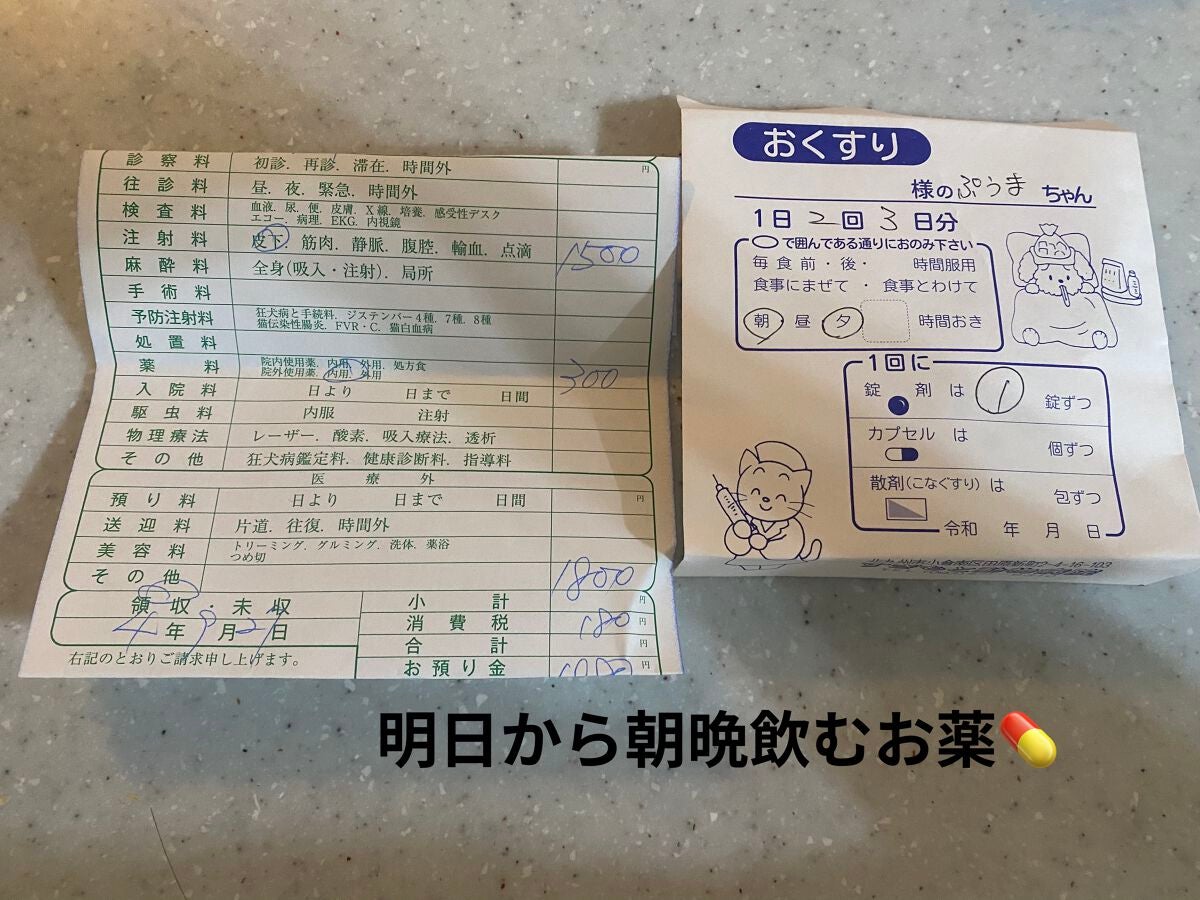 診察料 初診．再診．滞在．時間外 円
往診料 昼．夜．緊急．時間外
検査料 血液．尿．便．皮膚．X線．培養．感受性デスク
エコー．病理．EKG．内視鏡
注射料 皮下．筋肉．静脈．腹腔．輸血．点滴 1500
麻酔料 全身(吸入・注射)．局所
手術料
予防注射料 狂犬病と手続料．ジステンパー4種．7種．8種
猫伝染性腸炎．FVR・C．猫白血病
処置料
薬料 院内使用薬．内用．外用．処方食
院外使用薬．内用．外用 300
入院料 日より 日まで 日間
駆虫料 内服 注射
物理療法 レーザー．酸素．吸入療法．透析
その他 狂犬病鑑定料．健康診断料．指導料
医療外
預り料 日より 日まで 日間 円
送迎料 片道．往復．時間外
美容料 トリーミング．グルミング．洗体．薬浴
つめ切
その他 1800
領収・未収 小計 円
4年9月21日 消費税 180 円
合計 円
右記のとおりご請求申し上げます。 お預り金 円
おくすり
様のぷうまちゃん
1日2回3日分
で囲んである通りにおのみ下さい
毎食前・後・ 時間服用
食事にまぜて・食事とわけて
朝・昼・夕 時間おき
1回に
錠剤は 1 錠ずつ
カプセルは 個ずつ
散剤(こなぐすり)は 包ずつ
令和 年 月 日
明日から朝晩飲むお薬💊